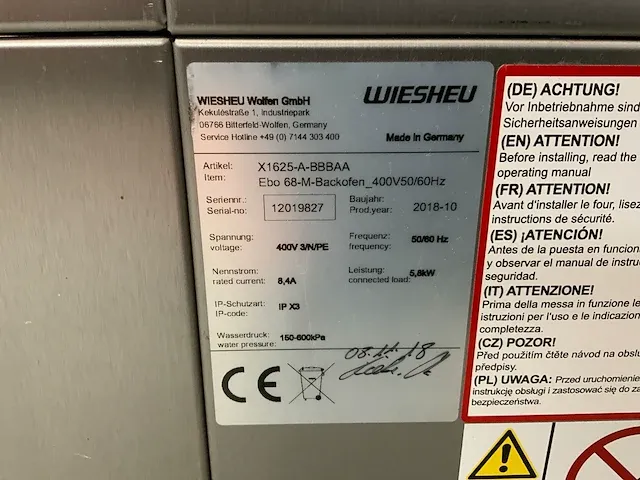 WIESHEU Wolfen GmbH
Kekuléstraße 1, Industriepark
06766 Bitterfeld-Wolfen, Germany
Service Hotline +49 (0) 7144 303 400
WIESHEU
Made in Germany
Artikel: X1625-A-BBBAA
Item: Ebo 68-M-Backofen_400V50/60Hz
Seriennr.: Baujahr:
Serial-no: 12019827 Prod.year: 2018-10
Spannung: Frequenz: 50/60 Hz
voltage: 400V 3/N/PE frequency:
Nennstrom: Leistung: 5,8kW
rated current: 8,4A connected load:
IP-Schutzart: IP X3
IP-code:
Wasserdruck: 150-600kPa
water pressure:
CE
(DE) ACHTUNG!
Vor Inbetriebnahme sind
Sicherheitsanweisungen
(EN) ATTENTION!
Before installing, read the
operating manual
(FR) ATTENTION!
Avant d'installer le four, lisez
instructions de sécurité.
(ES) ¡ATENCIÓN!
Antes de la puesta en funcion
y observar el manual de instruc
seguridad.
(IT) ATTENZIONE!
Prima della messa in funzione le
istruzioni per l'uso e le indicazion
completezza.
(CZ) POZOR!
Před použitím čtěte návod na obslu
předpisy.
(PL) UWAGA: Przed uruchomienie
instrukcję obsługi i zastosować się do za
bezpieczeństwa.